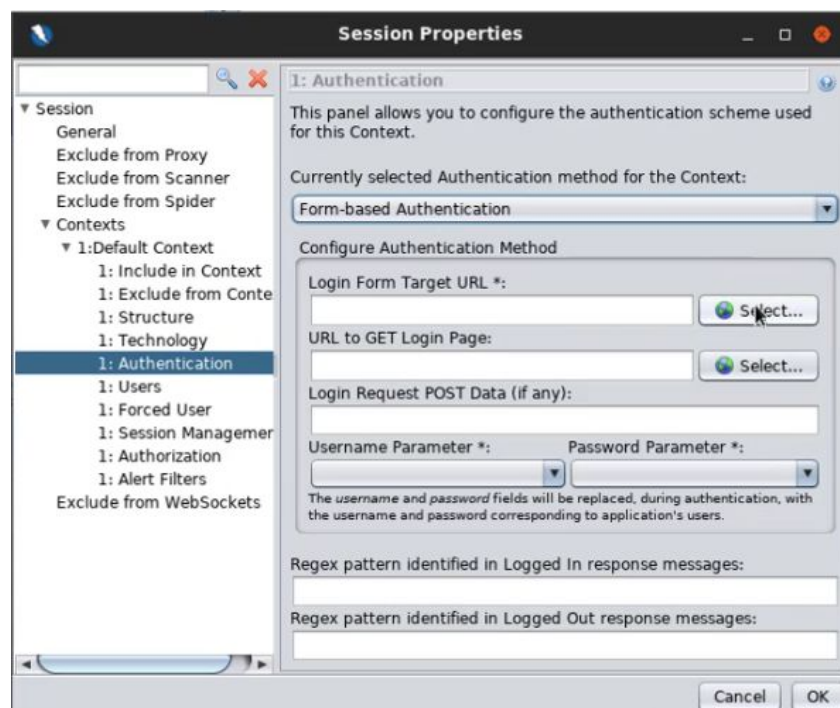 Session Properties
1: Authentication
Session
General
Exclude from Proxy
Exclude from Scanner
Exclude from Spider
Contexts
1:Default Context
1: Include in Context
1: Exclude from Conte
1: Structure
1: Technology
1: Authentication
1: Users
1: Forced User
1: Session Managemer
1: Authorization
1: Alert Filters
Exclude from WebSockets
This panel allows you to configure the authentication scheme used
for this Context.
Currently selected Authentication method for the Context:
Form-based Authentication
Configure Authentication Method
Login Form Target URL *:
Select...
URL to GET Login Page:
Select...
Login Request POST Data (if any):
Username Parameter *: Password Parameter *:
The username and password fields will be replaced, during authentication, with
the username and password corresponding to application's users.
Regex pattern identified in Logged In response messages:
Regex pattern identified in Logged Out response messages:
Cancel OK